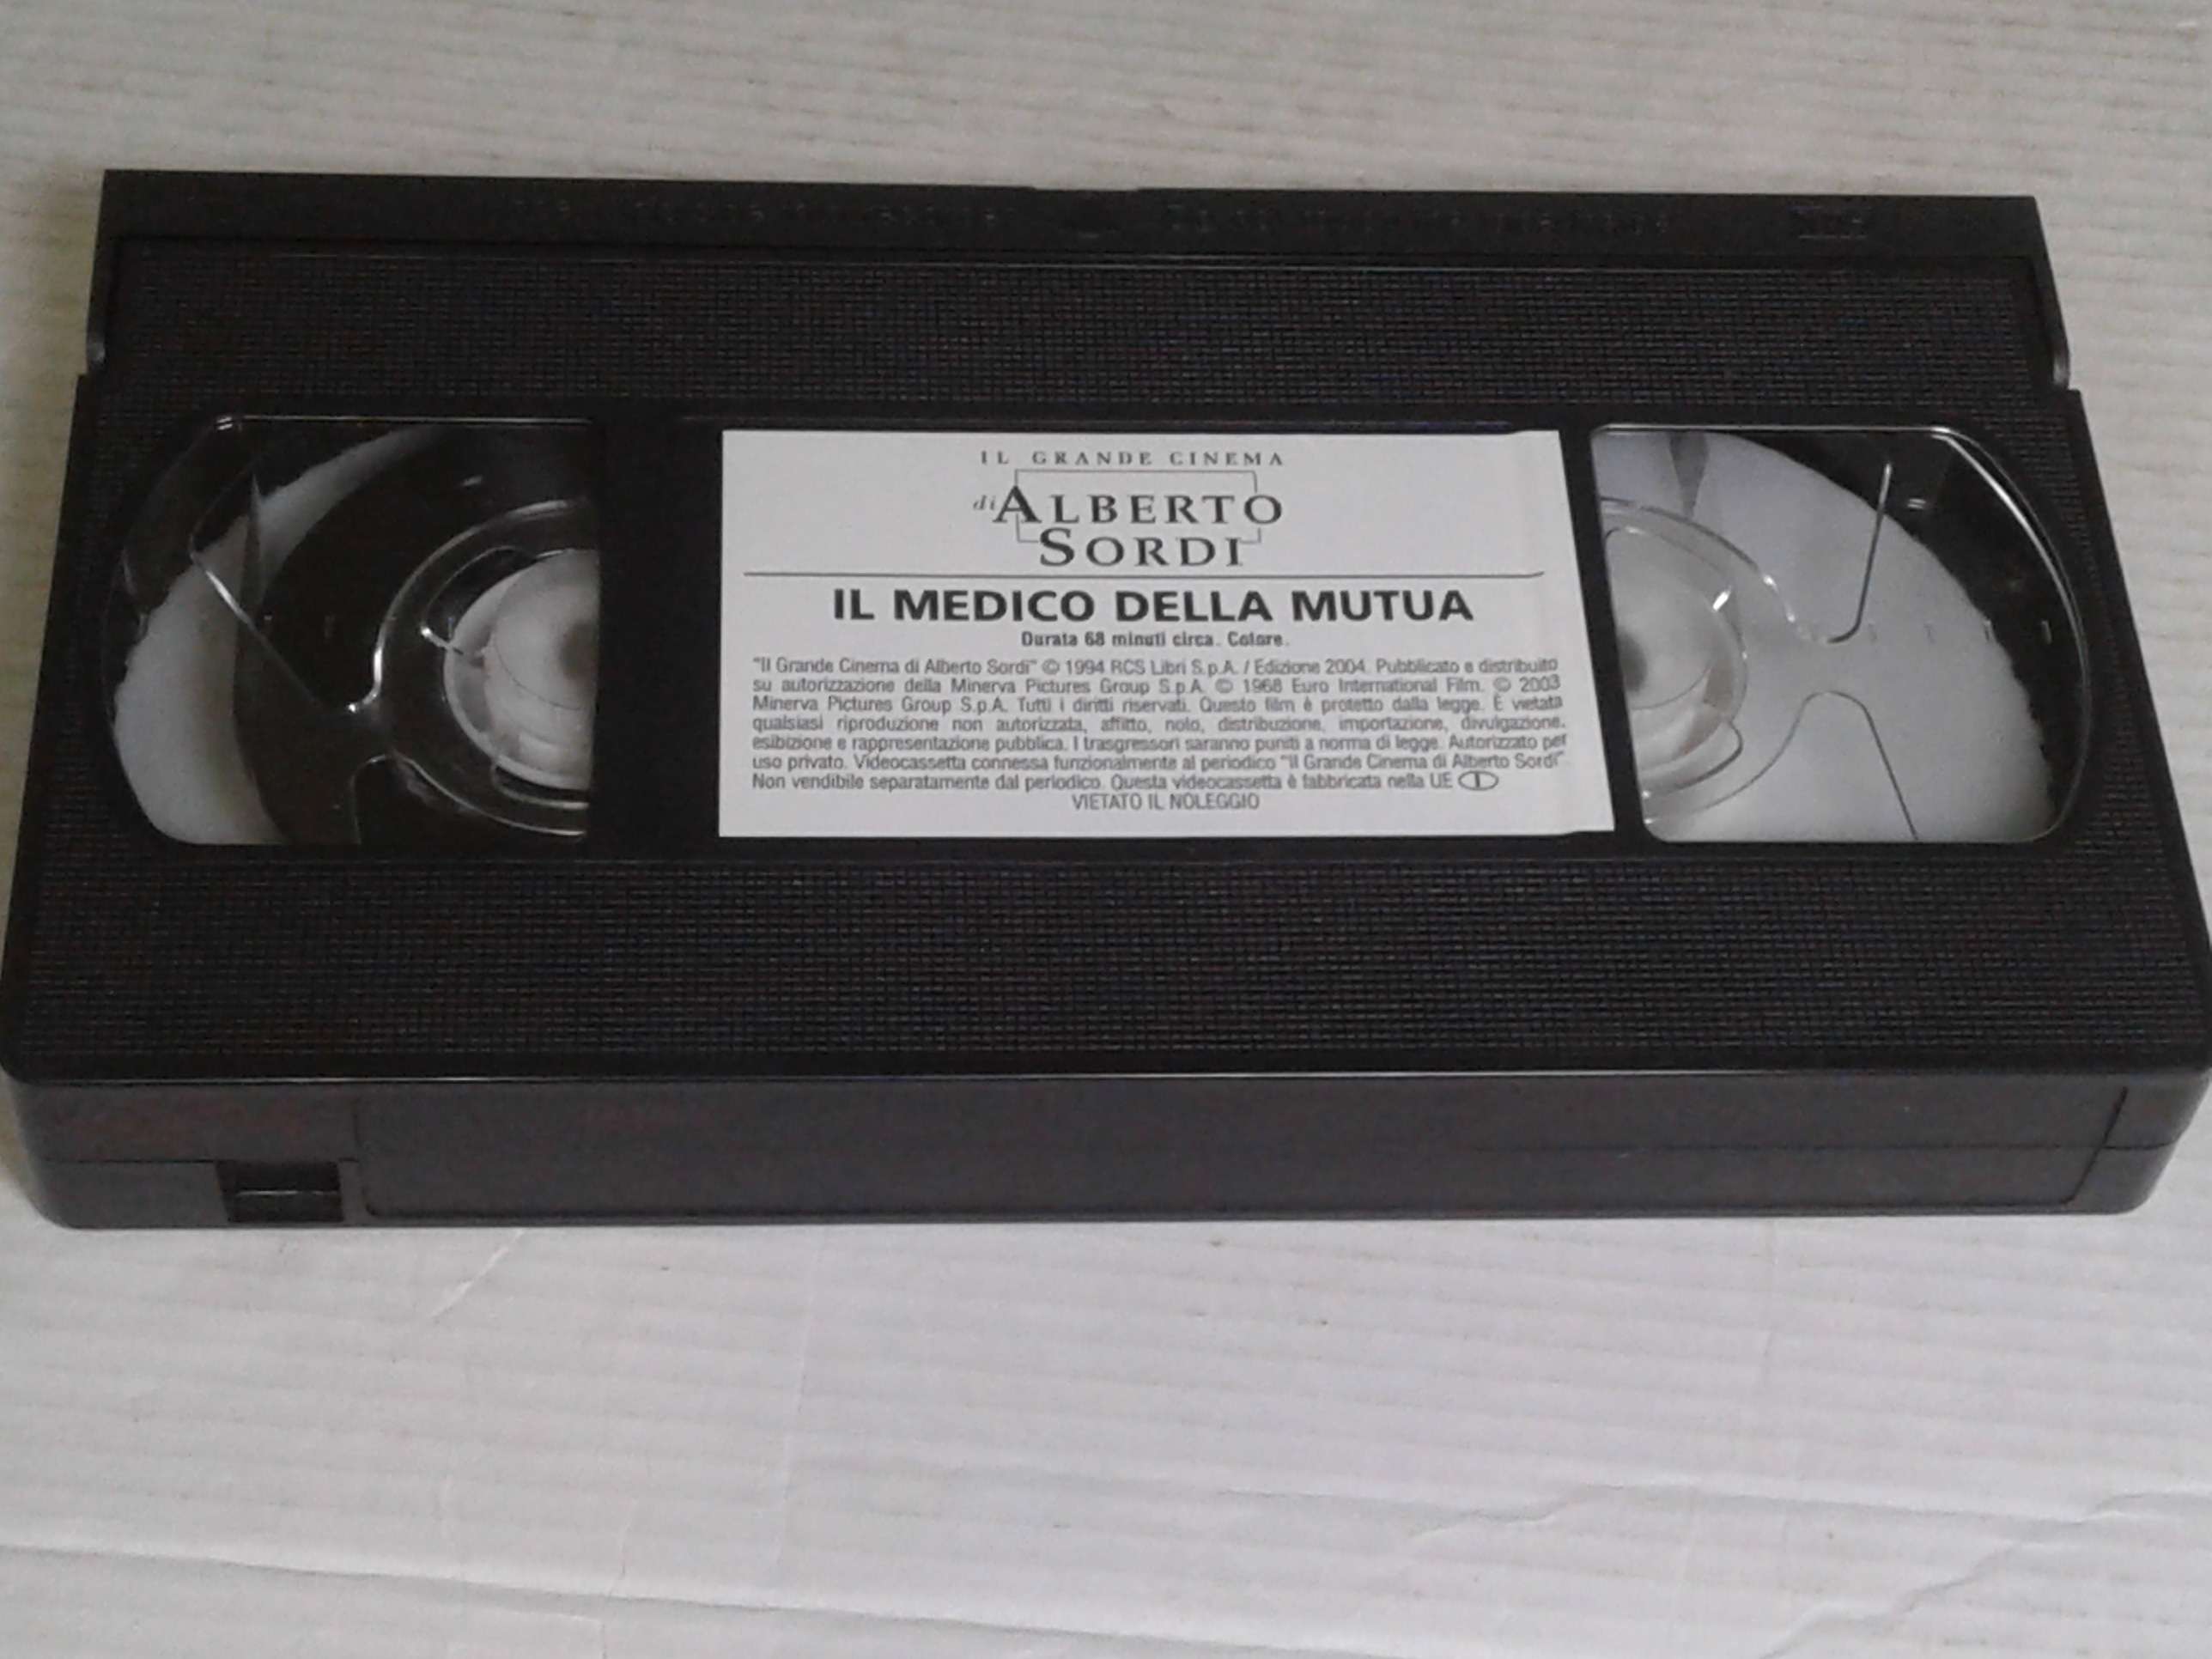 IL GRANDE CINEMA
di ALBERTO
SORDI
IL MEDICO DELLA MUTUA
Durata 68 minuti circa. Colore.
"Il Grande Cinema di Alberto Sordi" © 1994 RCS Libri S.p.A. / Edizione 2004. Pubblicato e distribuito
su autorizzazione della Minerva Pictures Group S.p.A. © 1968 Euro International Film. © 2003
Minerva Pictures Group S.p.A. Tutti i diritti riservati. Questo film è protetto dalla legge. È vietata
qualsiasi riproduzione non autorizzata, affitto, nolo, distribuzione, importazione, divulgazione,
esibizione e rappresentazione pubblica. I trasgressori saranno puniti a norma di legge. Autorizzato per
uso privato. Videocassetta connessa funzionalmente al periodico "Il Grande Cinema di Alberto Sordi".
Non vendibile separatamente dal periodico. Questa videocassetta è fabbricata nella UE I
VIETATO IL NOLEGGIO